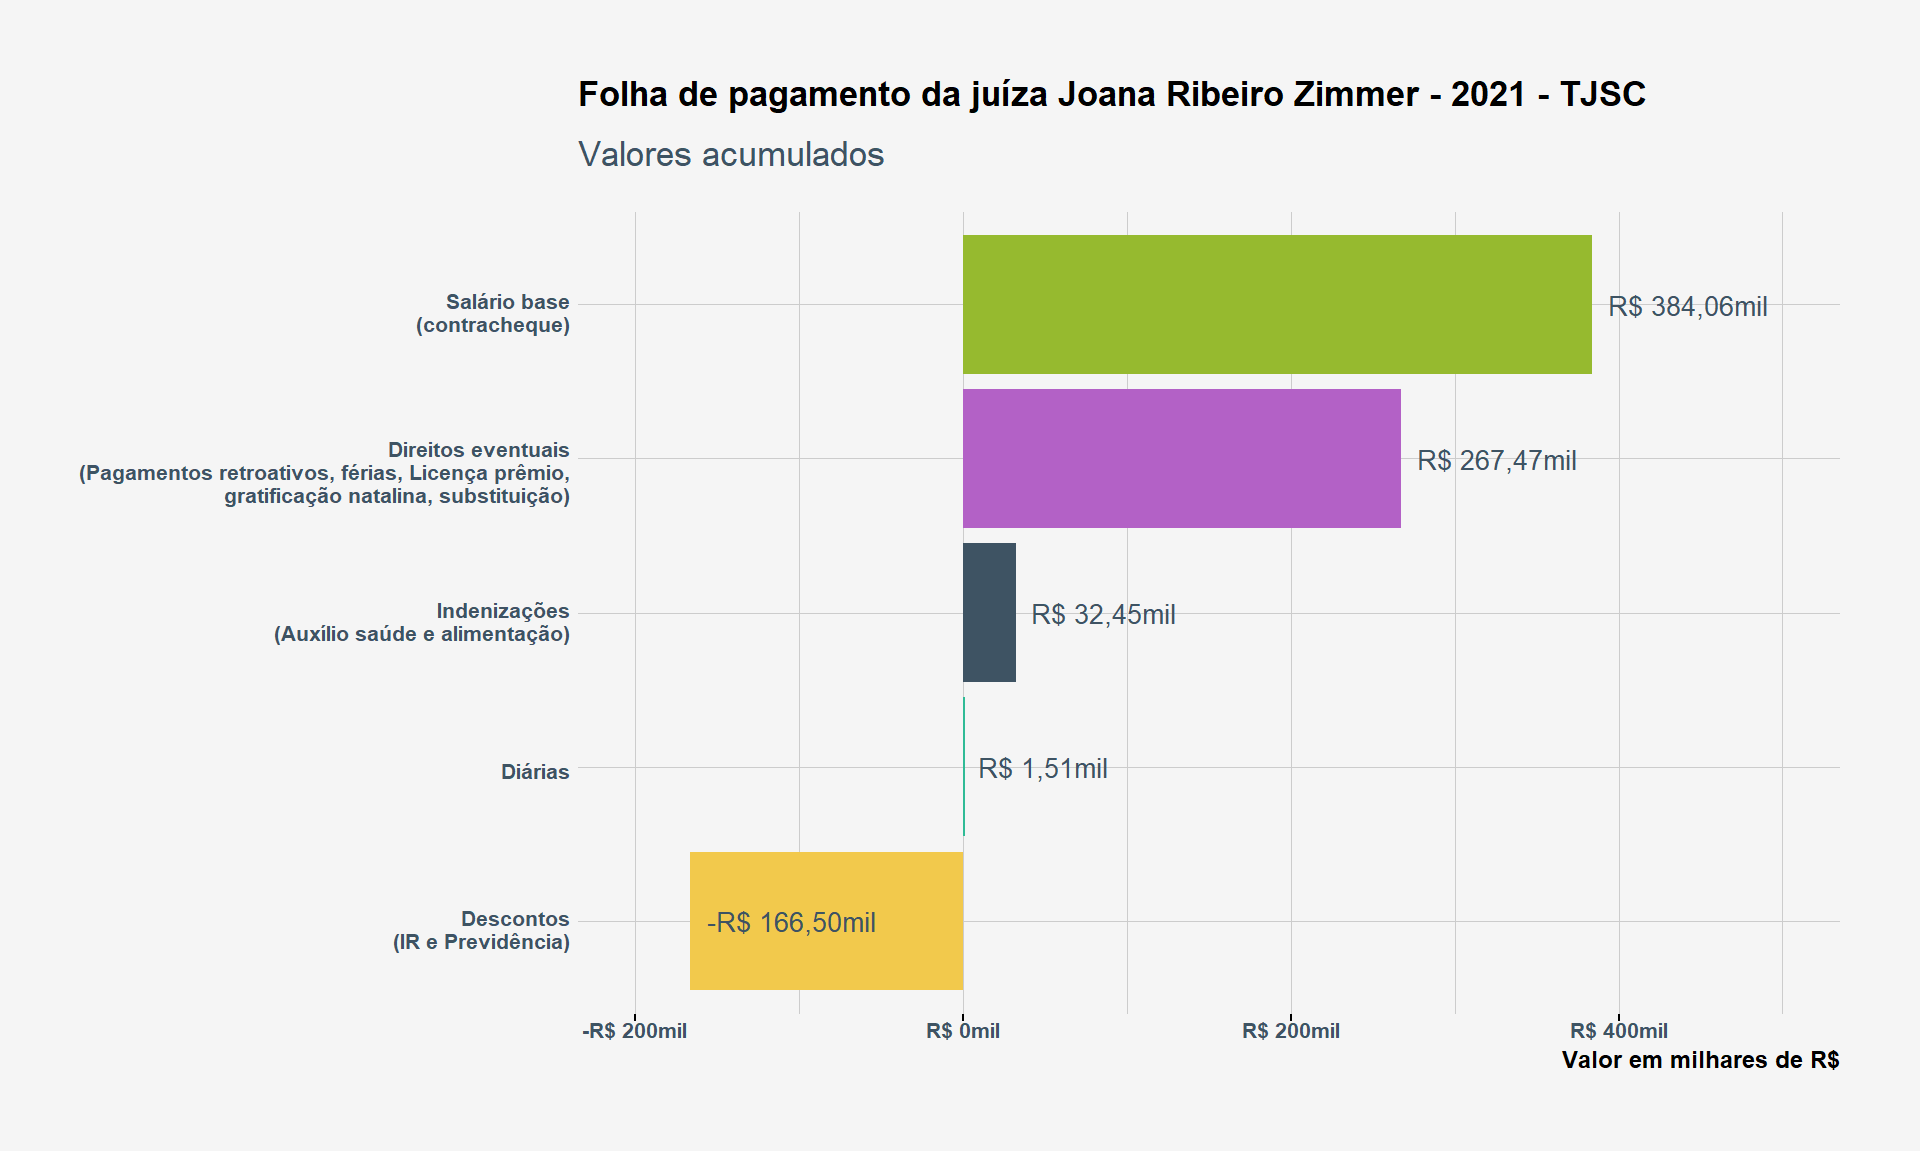 Folha de pagamento da juíza Joana Ribeiro Zimmer - 2021 - TJSC
Valores acumulados
Salário base
(contracheque)
R$ 384,06mil
Direitos eventuais
(Pagamentos retroativos, férias, Licença prêmio,
gratificação natalina, substituição)
R$ 267,47mil
Indenizações
(Auxílio saúde e alimentação)
R$ 32,45mil
Diárias
R$ 1,51mil
Descontos
(IR e Previdência)
-R$ 166,50mil
-R$ 200mil
R$ 0mil
R$ 200mil
R$ 400mil
Valor em milhares de R$